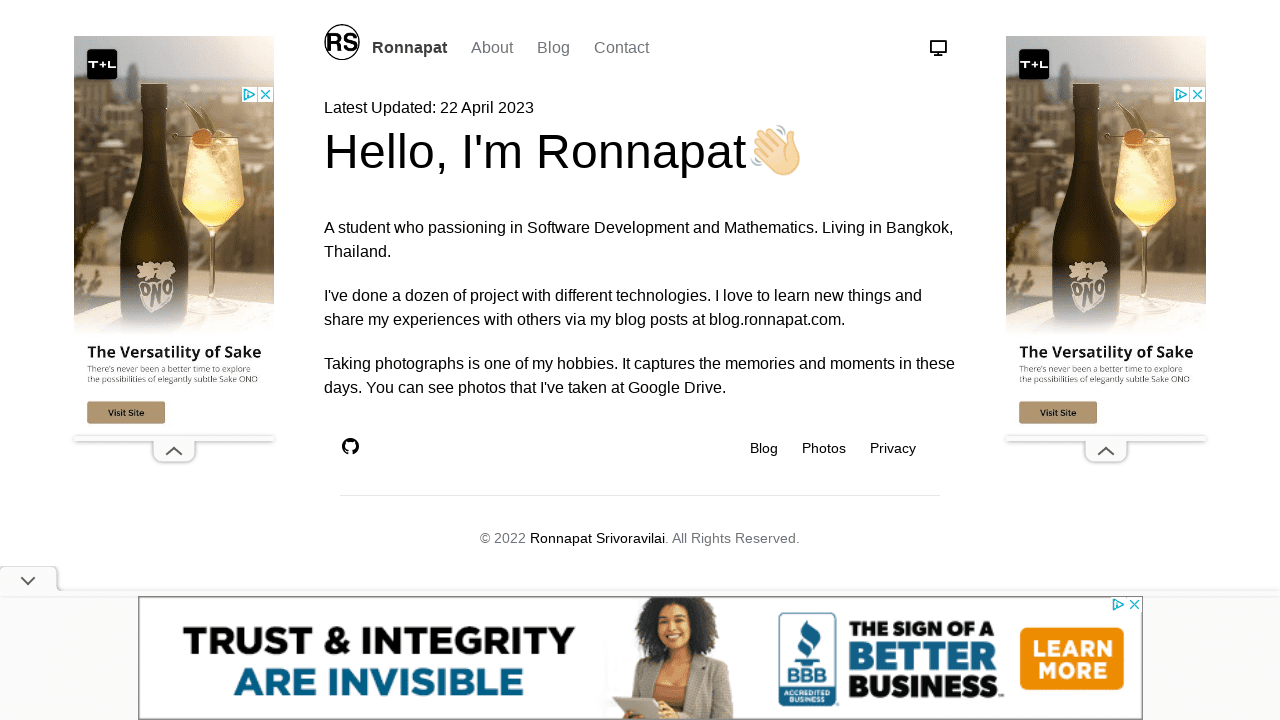 RS
Ronnapat
About
Blog
Contact
Latest Updated: 22 April 2023
Hello, I'm Ronnapat👋🏼
A student who passioning in Software Development and Mathematics. Living in Bangkok,
Thailand.
I've done a dozen of project with different technologies. I love to learn new things and
share my experiences with others via my blog posts at blog.ronnapat.com.
Taking photographs is one of my hobbies. It captures the memories and moments in these
days. You can see photos that I've taken at Google Drive.
Blog
Photos
Privacy
© 2022 Ronnapat Srivoravilai. All Rights Reserved.
T+L
ONO
The Versatility of Sake
There's never been a better time to explore
the possibilities of elegantly subtle Sake ONO
Visit Site
T+L
ONO
The Versatility of Sake
There's never been a better time to explore
the possibilities of elegantly subtle Sake ONO
Visit Site
TRUST & INTEGRITY
ARE INVISIBLE
BBB
ACCREDITED
BUSINESS
THE SIGN OF A
BETTER
BUSINESS™
LEARN
MORE